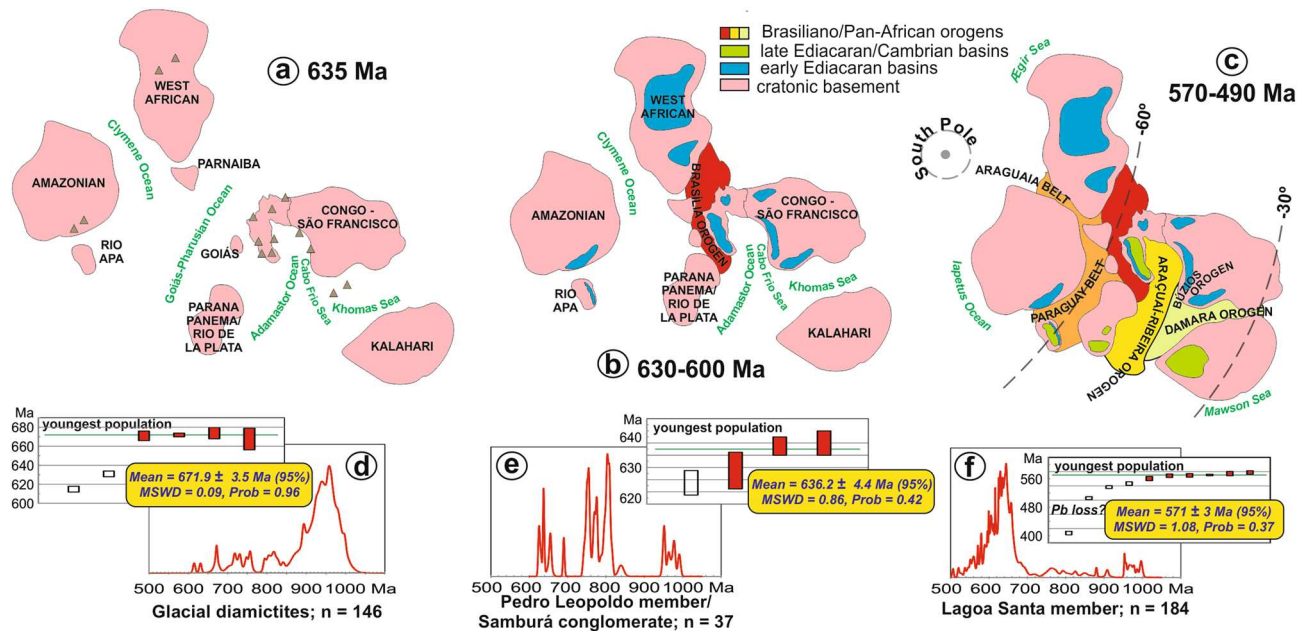 a 635 Ma
WEST
AFRICAN
Clymene Ocean
PARNAIBA
AMAZONIAN
Goiás-Pharusian Ocean
RIO
APA
GOIÁS
CONGO -
SÃO FRANCISCO
PARANA
PANEMA/
RIO DE
LA PLATA
Adamastor Ocean
Cabo Frio Sea
Khomas Sea
KALAHARI
Brasiliano/Pan-African orogens
late Ediacaran/Cambrian basins
early Ediacaran basins
cratonic basement
WEST
AFRICAN
Clymene Ocean
BRASÍLIA OROGEN
AMAZONIAN
CONGO -
SÃO FRANCISCO
RIO
APA
PARANA
PANEMA/
RIO DE
LA PLATA
Adamastor Ocean
Cabo Frio Sea
Khomas Sea
KALAHARI
b 630-600 Ma
Ægir Sea
c
570-490 Ma
South Pole
-60º
-30º
ARAGUAIA BELT
Iapetus Ocean
PARAGUAY-BELT
ARAÇUAI-RIBEIRA OROGEN
BÚZIOS
OROGEN
DAMARA OROGEN
Mawson Sea
Ma
youngest population
680
660
640
620
600
d
Mean = 671.9 ± 3.5 Ma (95%)
MSWD = 0.09, Prob = 0.96
500 600 700 800 900 1000 Ma
Glacial diamictites; n = 146
e
Ma
youngest population
640
630
620
Mean = 636.2 ± 4.4 Ma (95%)
MSWD = 0.86, Prob = 0.42
500 600 700 800 900 1000 Ma
Pedro Leopoldo member/
Samburá conglomerate; n = 37
f
Ma
youngest population
560
480
400
Pb loss?
Mean = 571 ± 3 Ma (95%)
MSWD = 1.08, Prob = 0.37
500 600 700 800 900 1000 Ma
Lagoa Santa member; n = 184